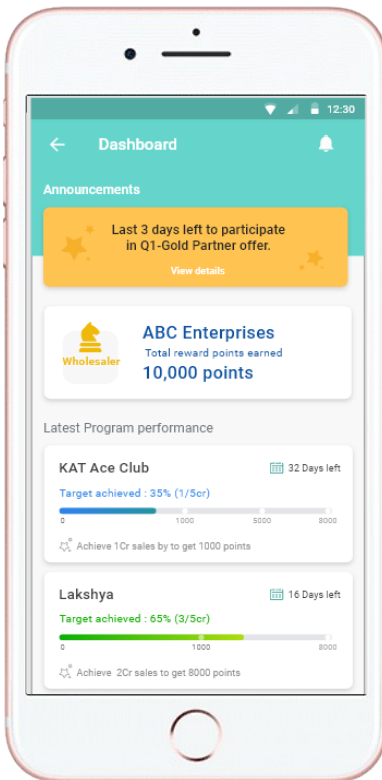 12:30
Dashboard
Announcements
Last 3 days left to participate
in Q1-Gold Partner offer.
View details
Wholesaler
ABC Enterprises
Total reward points earned
10,000 points
Latest Program performance
KAT Ace Club
32 Days left
Target achieved : 35% (1/5cr)
0 1000 5000 8000
Achieve 1Cr sales by to get 1000 points
Lakshya
16 Days left
Target achieved : 65% (3/5cr)
0 1000 8000
Achieve 2Cr sales to get 8000 points